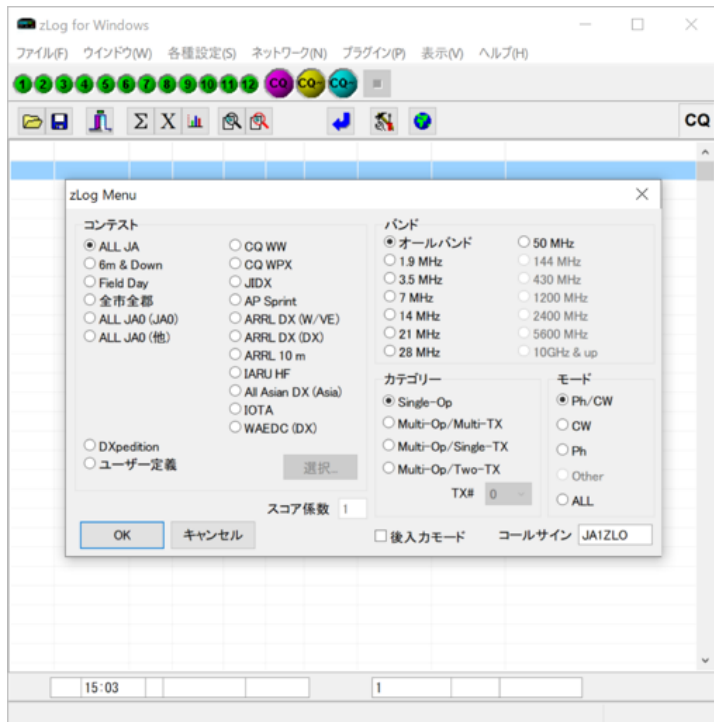 zLog for Windows
ファイル(F) ウインドウ(W) 各種設定(S) ネットワーク(N) プラグイン(P) 表示(V) ヘルプ(H)
1 2 3 4 5 6 7 8 9 10 11 12 CQ CQ- CQ-
Σ X CQ
zLog Menu
コンテスト
ALL JA
6m & Down
Field Day
全市全郡
ALL JA0 (JA0)
ALL JA0 (他)
DXpedition
ユーザー定義
CQ WW
CQ WPX
JIDX
AP Sprint
ARRL DX (W/VE)
ARRL DX (DX)
ARRL 10 m
IARU HF
All Asian DX (Asia)
IOTA
WAEDC (DX)
選択...
スコア係数 1
OK キャンセル
バンド
オールバンド
1.9 MHz
3.5 MHz
7 MHz
14 MHz
21 MHz
28 MHz
50 MHz
144 MHz
430 MHz
1200 MHz
2400 MHz
5600 MHz
10GHz & up
カテゴリー
Single-Op
Multi-Op/Multi-TX
Multi-Op/Single-TX
Multi-Op/Two-TX
TX# 0
モード
Ph/CW
CW
Ph
Other
ALL
後入力モード コールサイン JA1ZLO
15:03 1